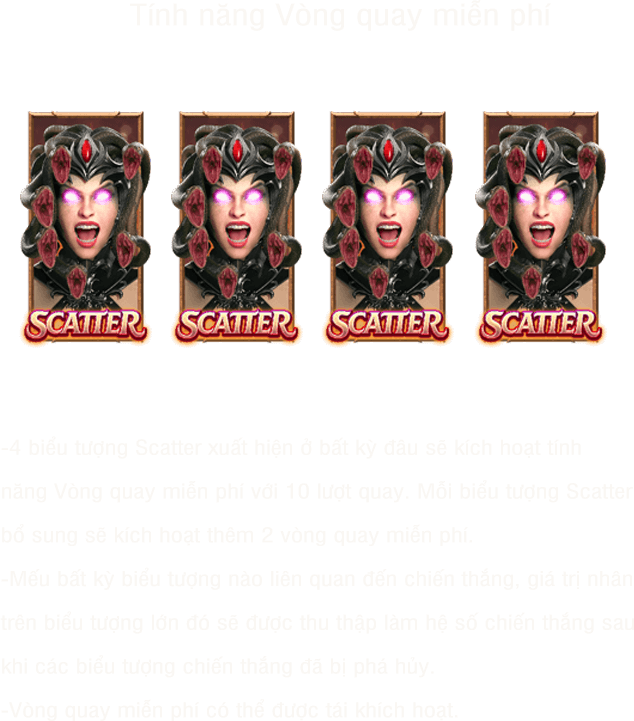 Tính năng Vòng quay miễn phí
SCATTER SCATTER SCATTER SCATTER
-4 biểu tượng Scatter xuất hiện ở bất kỳ đâu sẽ kích hoạt tính
năng Vòng quay miễn phí với 10 lượt quay. Mỗi biểu tượng Scatter
bổ sung sẽ kích hoạt thêm 2 vòng quay miễn phí.
-Mếu bất kỳ biểu tượng nào liên quan đến chiến thắng, giá trị nhân
trên biểu tượng lớn đó sẽ được thu thập làm hệ số chiến thắng sau
khi các biểu tượng chiến thắng đã bị phá hủy.
-Vòng quay miễn phí có thể được tái khích hoạt.